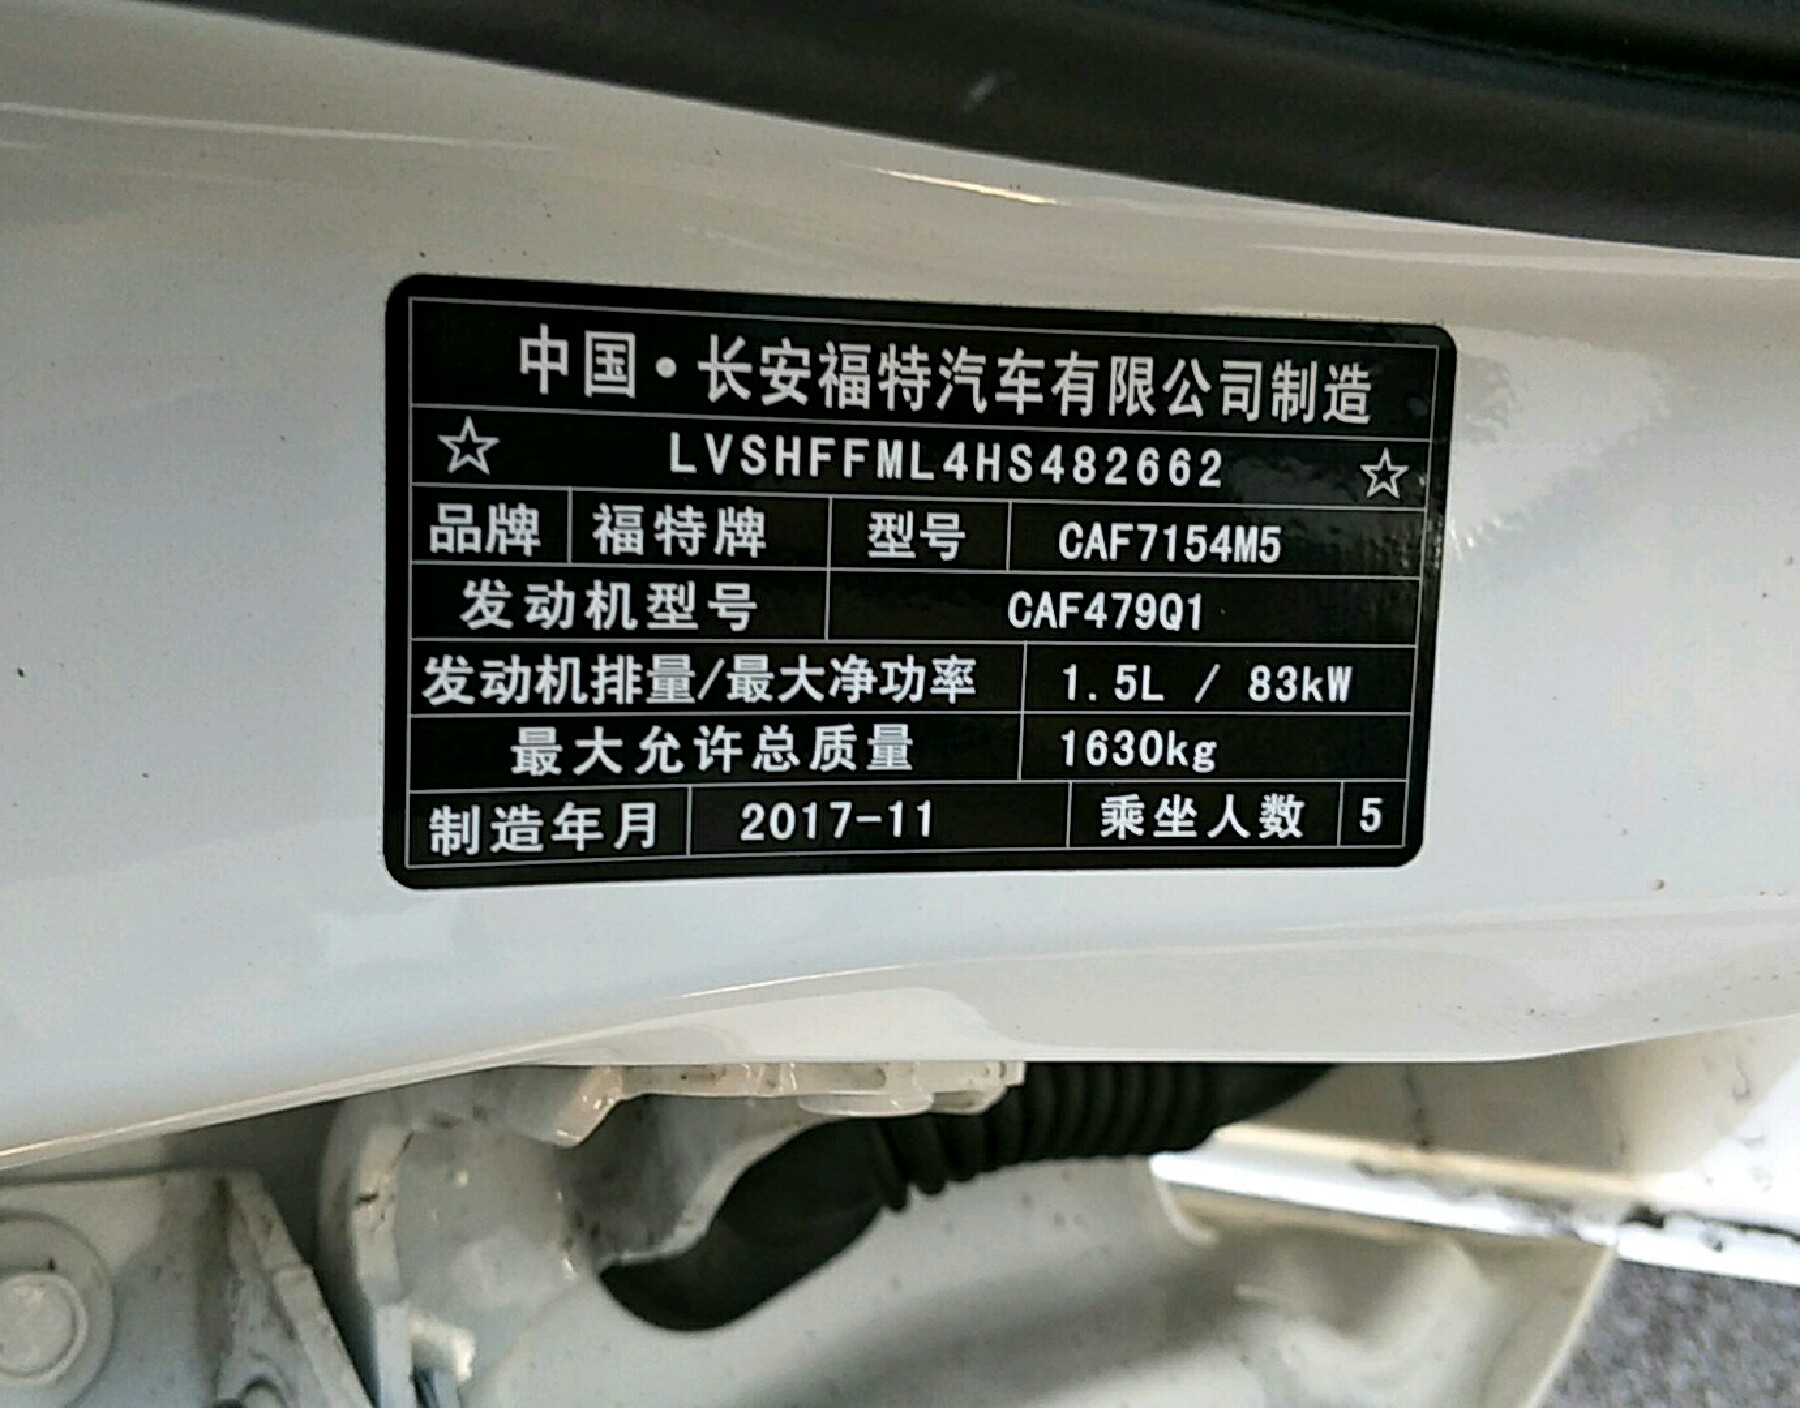 中国·长安福特汽车有限公司制造
☆ LVSHFFML4HS482662 ☆
品牌 福特牌 型号 CAF7154M5
发动机型号 CAF479Q1
发动机排量/最大净功率 1.5L / 83kW
最大允许总质量 1630kg
制造年月 2017-11 乘坐人数 5